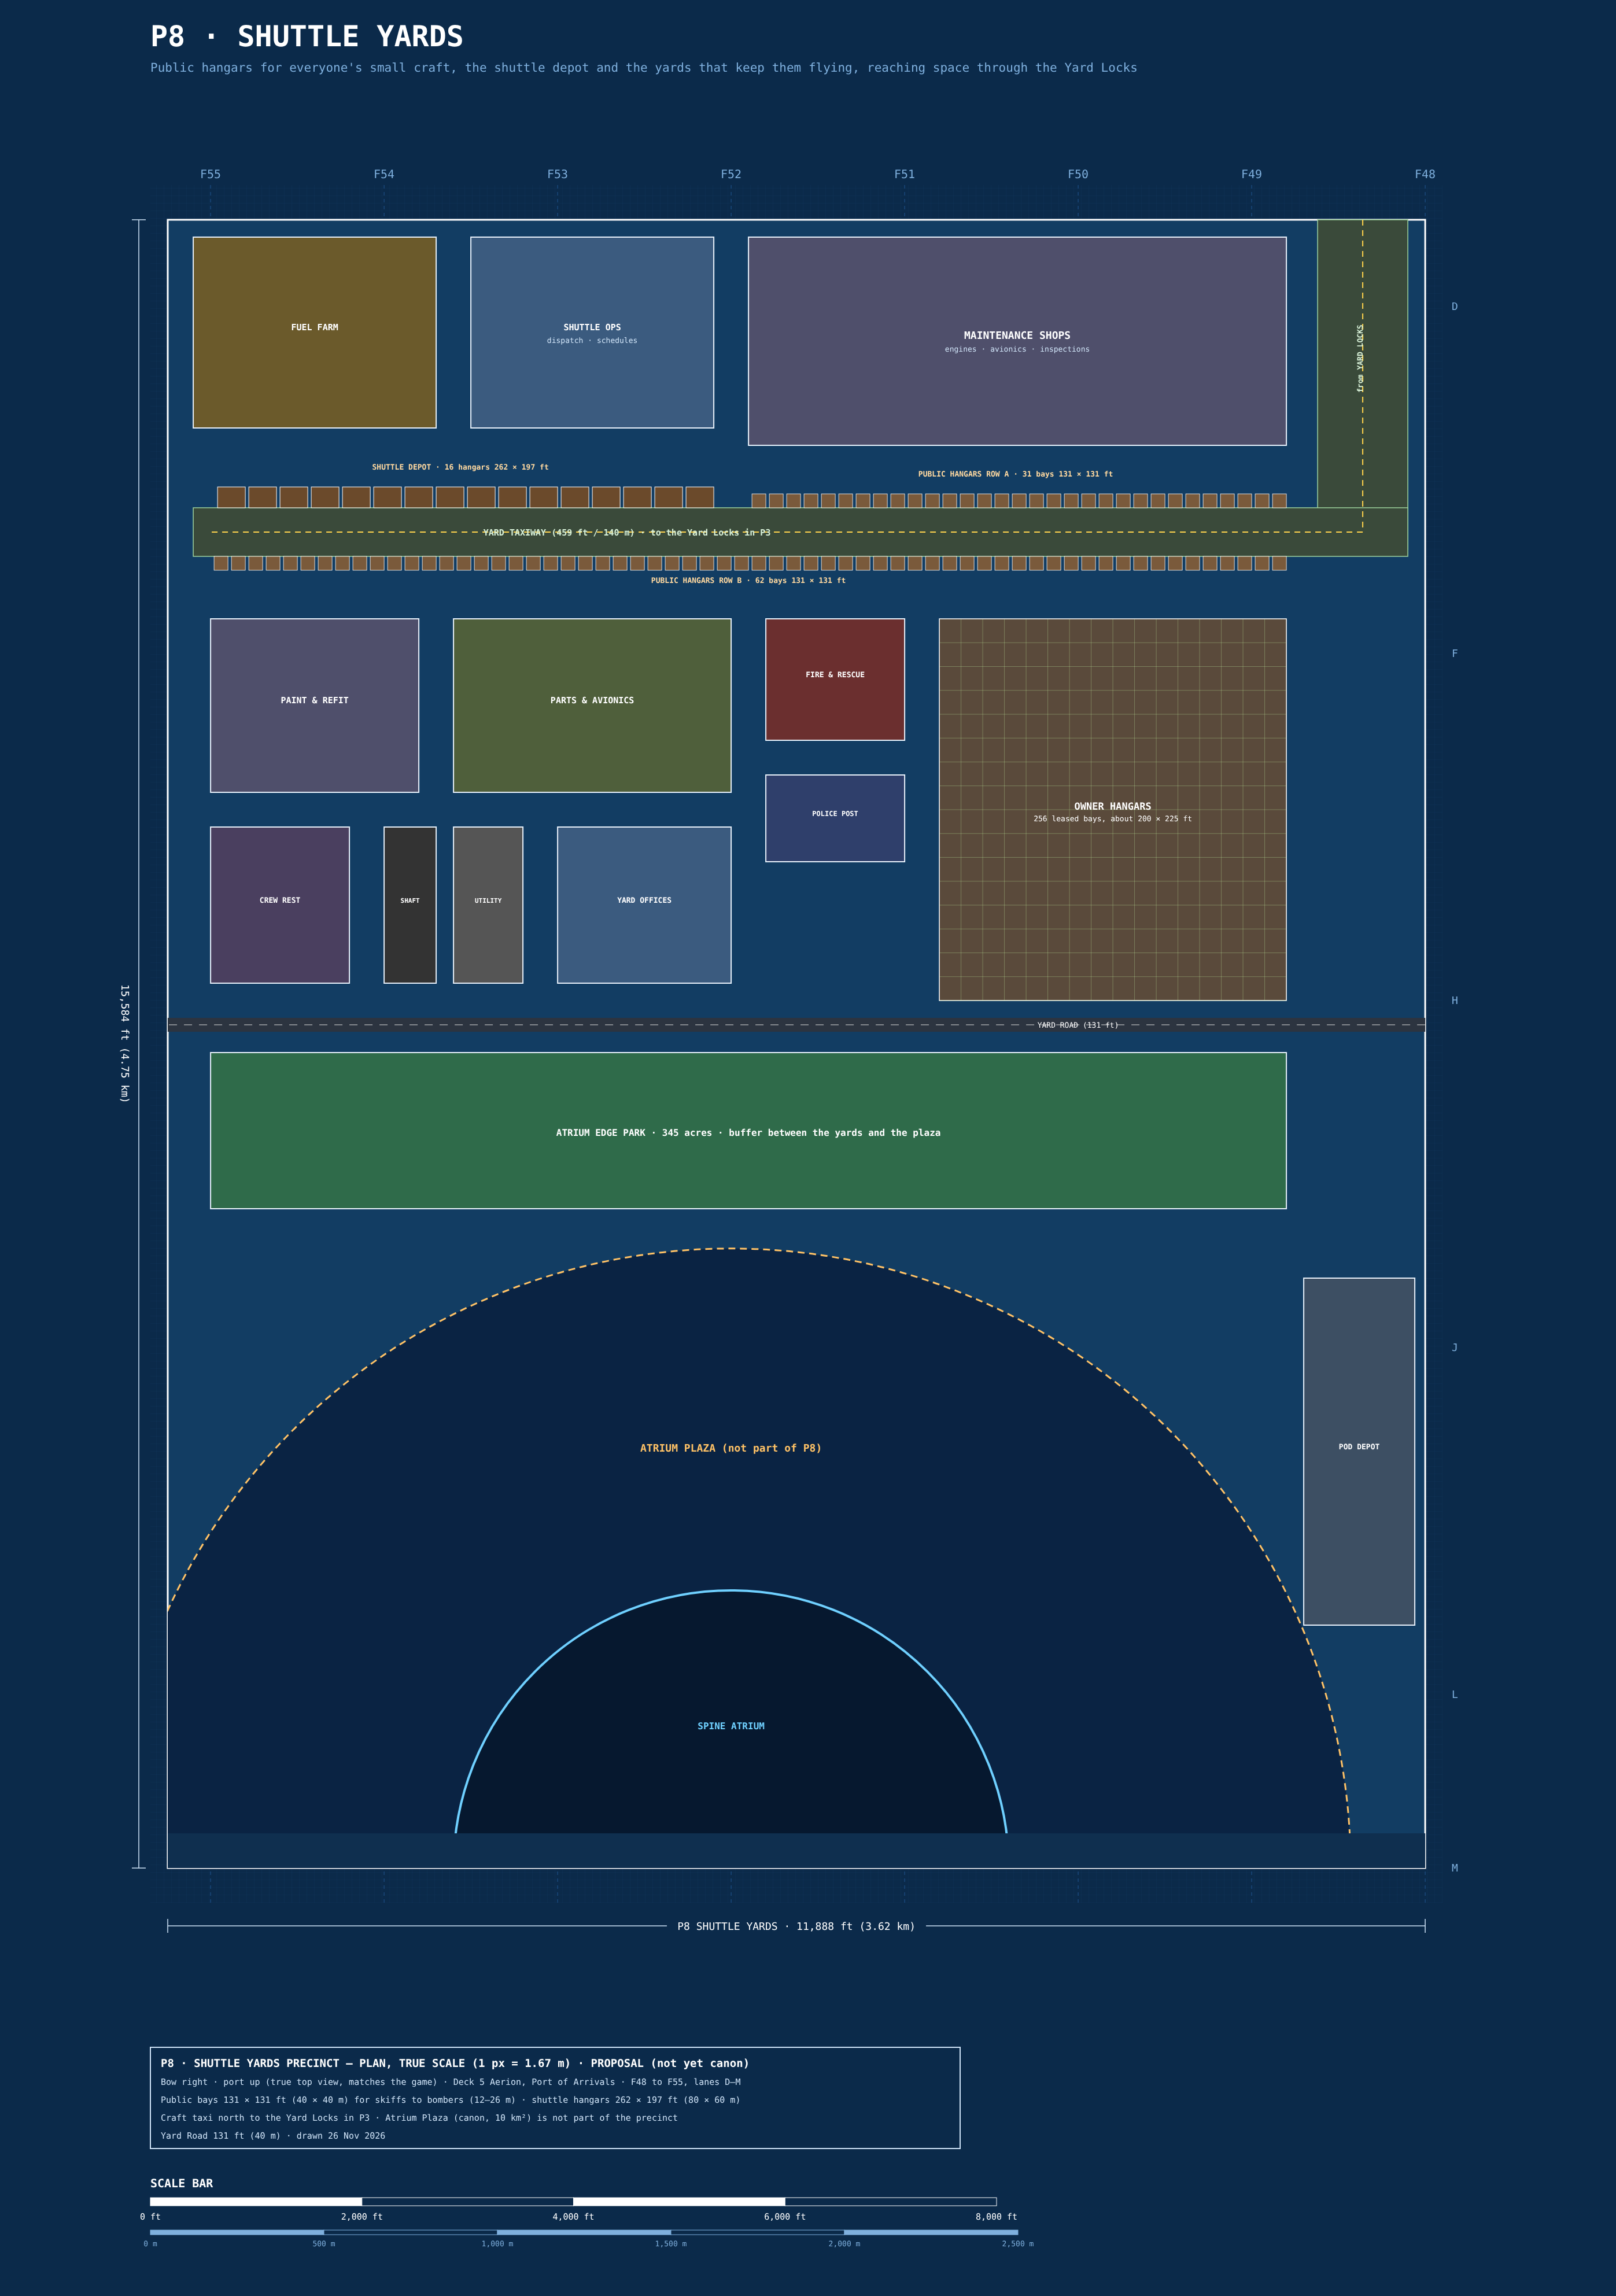 P8 · SHUTTLE YARDS
Public hangars for everyone's small craft, the shuttle depot and the yards that keep them flying, reaching space through the Yard Locks
F55 F54 F53 F52 F51 F50 F49 F48
D
FUEL FARM
SHUTTLE OPS
dispatch · schedules
MAINTENANCE SHOPS
engines · avionics · inspections
from YARD LOCKS
SHUTTLE DEPOT · 16 hangars 262 × 197 ft
PUBLIC HANGARS ROW A · 31 bays 131 × 131 ft
YARD TAXIWAY (459 ft / 140 m) · to the Yard Locks in P3
PUBLIC HANGARS ROW B · 62 bays 131 × 131 ft
F
PAINT & REFIT
PARTS & AVIONICS
FIRE & RESCUE
POLICE POST
OWNER HANGARS
256 leased bays, about 200 × 225 ft
CREW REST
SHAFT
UTILITY
YARD OFFICES
H
YARD ROAD (131 ft)
15,584 ft (4.75 km)
ATRIUM EDGE PARK · 345 acres · buffer between the yards and the plaza
J
ATRIUM PLAZA (not part of P8)
POD DEPOT
L
SPINE ATRIUM
M
P8 SHUTTLE YARDS · 11,888 ft (3.62 km)
P8 · SHUTTLE YARDS PRECINCT — PLAN, TRUE SCALE (1 px = 1.67 m) · PROPOSAL (not yet canon)
Bow right · port up (true top view, matches the game) · Deck 5 Aerion, Port of Arrivals · F48 to F55, lanes D–M
Public bays 131 × 131 ft (40 × 40 m) for skiffs to bombers (12–26 m) · shuttle hangars 262 × 197 ft (80 × 60 m)
Craft taxi north to the Yard Locks in P3 · Atrium Plaza (canon, 10 km²) is not part of the precinct
Yard Road 131 ft (40 m) · drawn 26 Nov 2026
SCALE BAR
0 ft 2,000 ft 4,000 ft 6,000 ft 8,000 ft
0 m 500 m 1,000 m 1,500 m 2,000 m 2,500 m